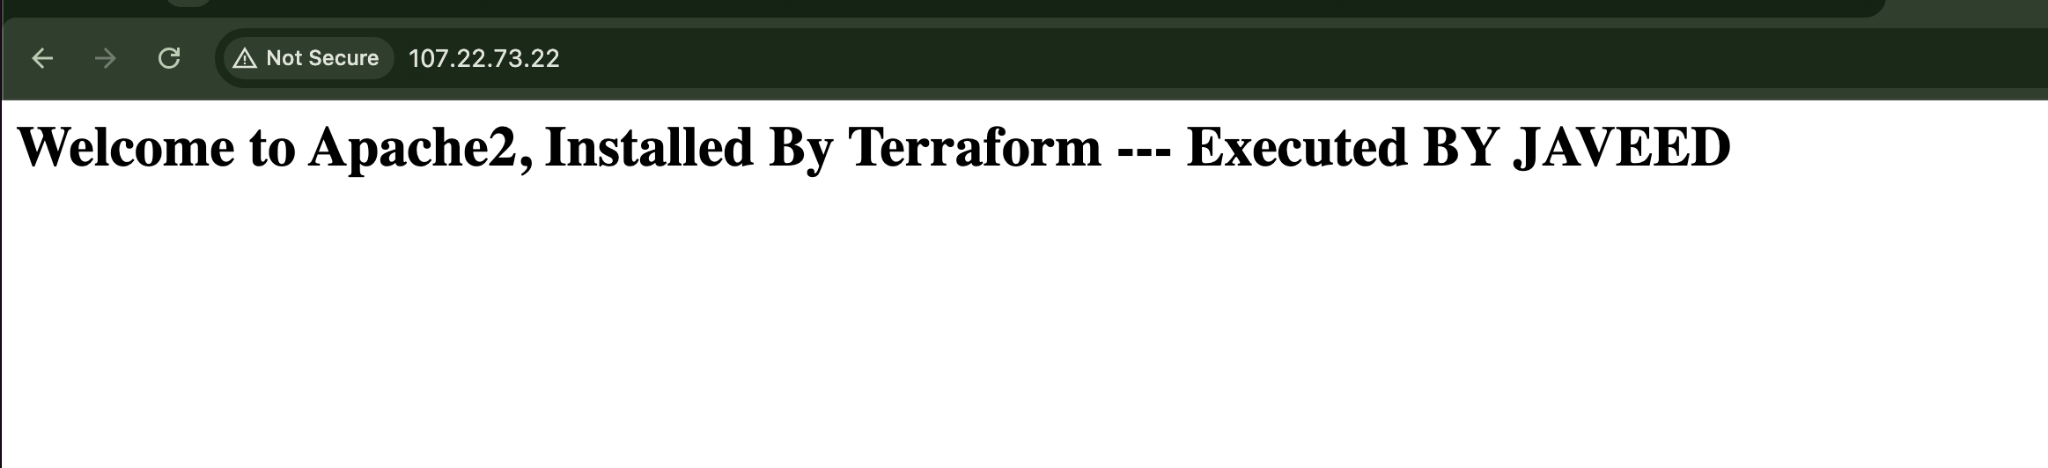 Not Secure 107.22.73.22
Welcome to Apache2, Installed By Terraform --- Executed BY JAVEED